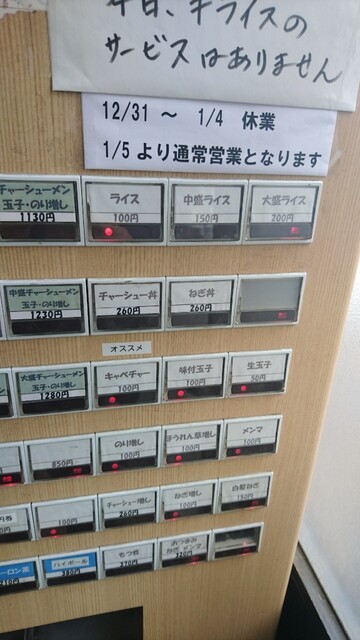 半ライスの
サービスはありません
12/31 ～ 1/4 休業
1/5 より通常営業となります
チャーシューメン
玉子・のり増し
1130円
ライス
100円
中盛ライス
150円
大盛ライス
200円
中盛チャーシューメン
玉子・のり増し
1230円
チャーシュー丼
260円
ねぎ丼
260円
オススメ
大盛チャーシューメン
玉子・のり増し
1280円
キャベチャー
100円
味付玉子
100円
生玉子
50円
850円
のり増し
100円
ほうれん草増し
100円
メンマ
100円
100円
チャーシュー増し
260円
ねぎ増し
100円
白髪ねぎ
150円
ハイボール
380円